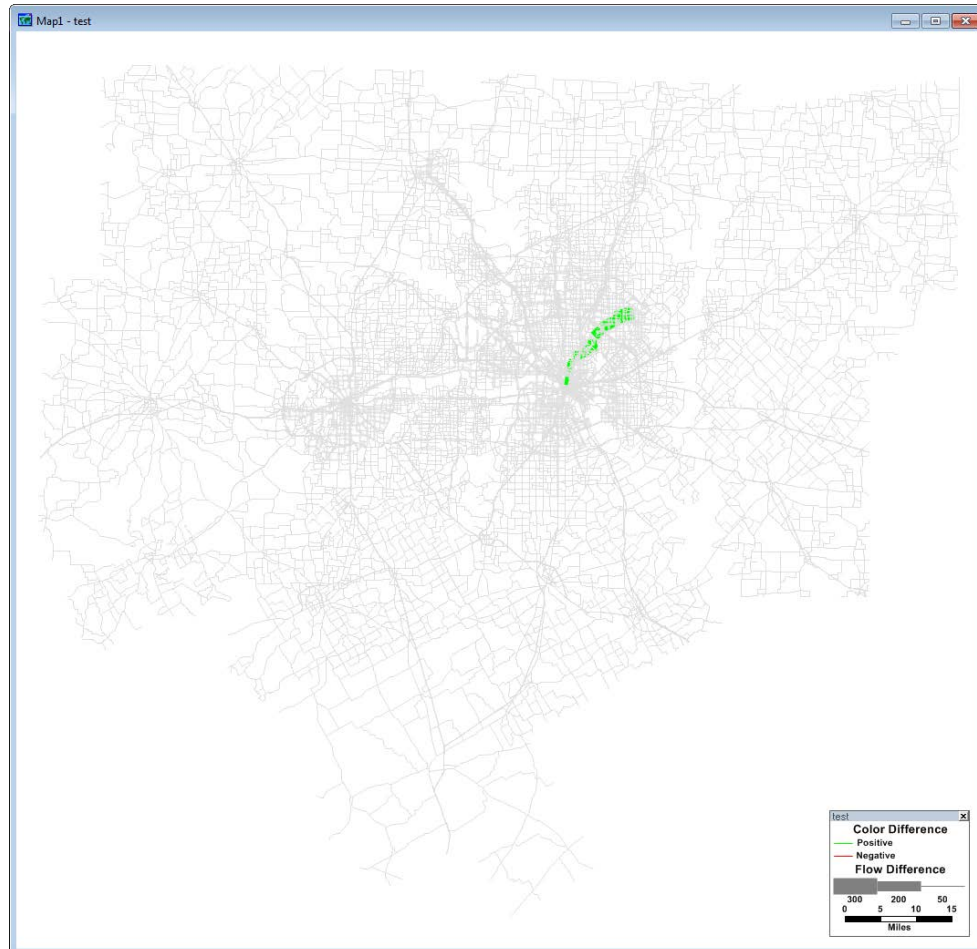 Map1 - test
test
Color Difference
Positive
Negative
Flow Difference
300 200 50
0 5 10 15
Miles